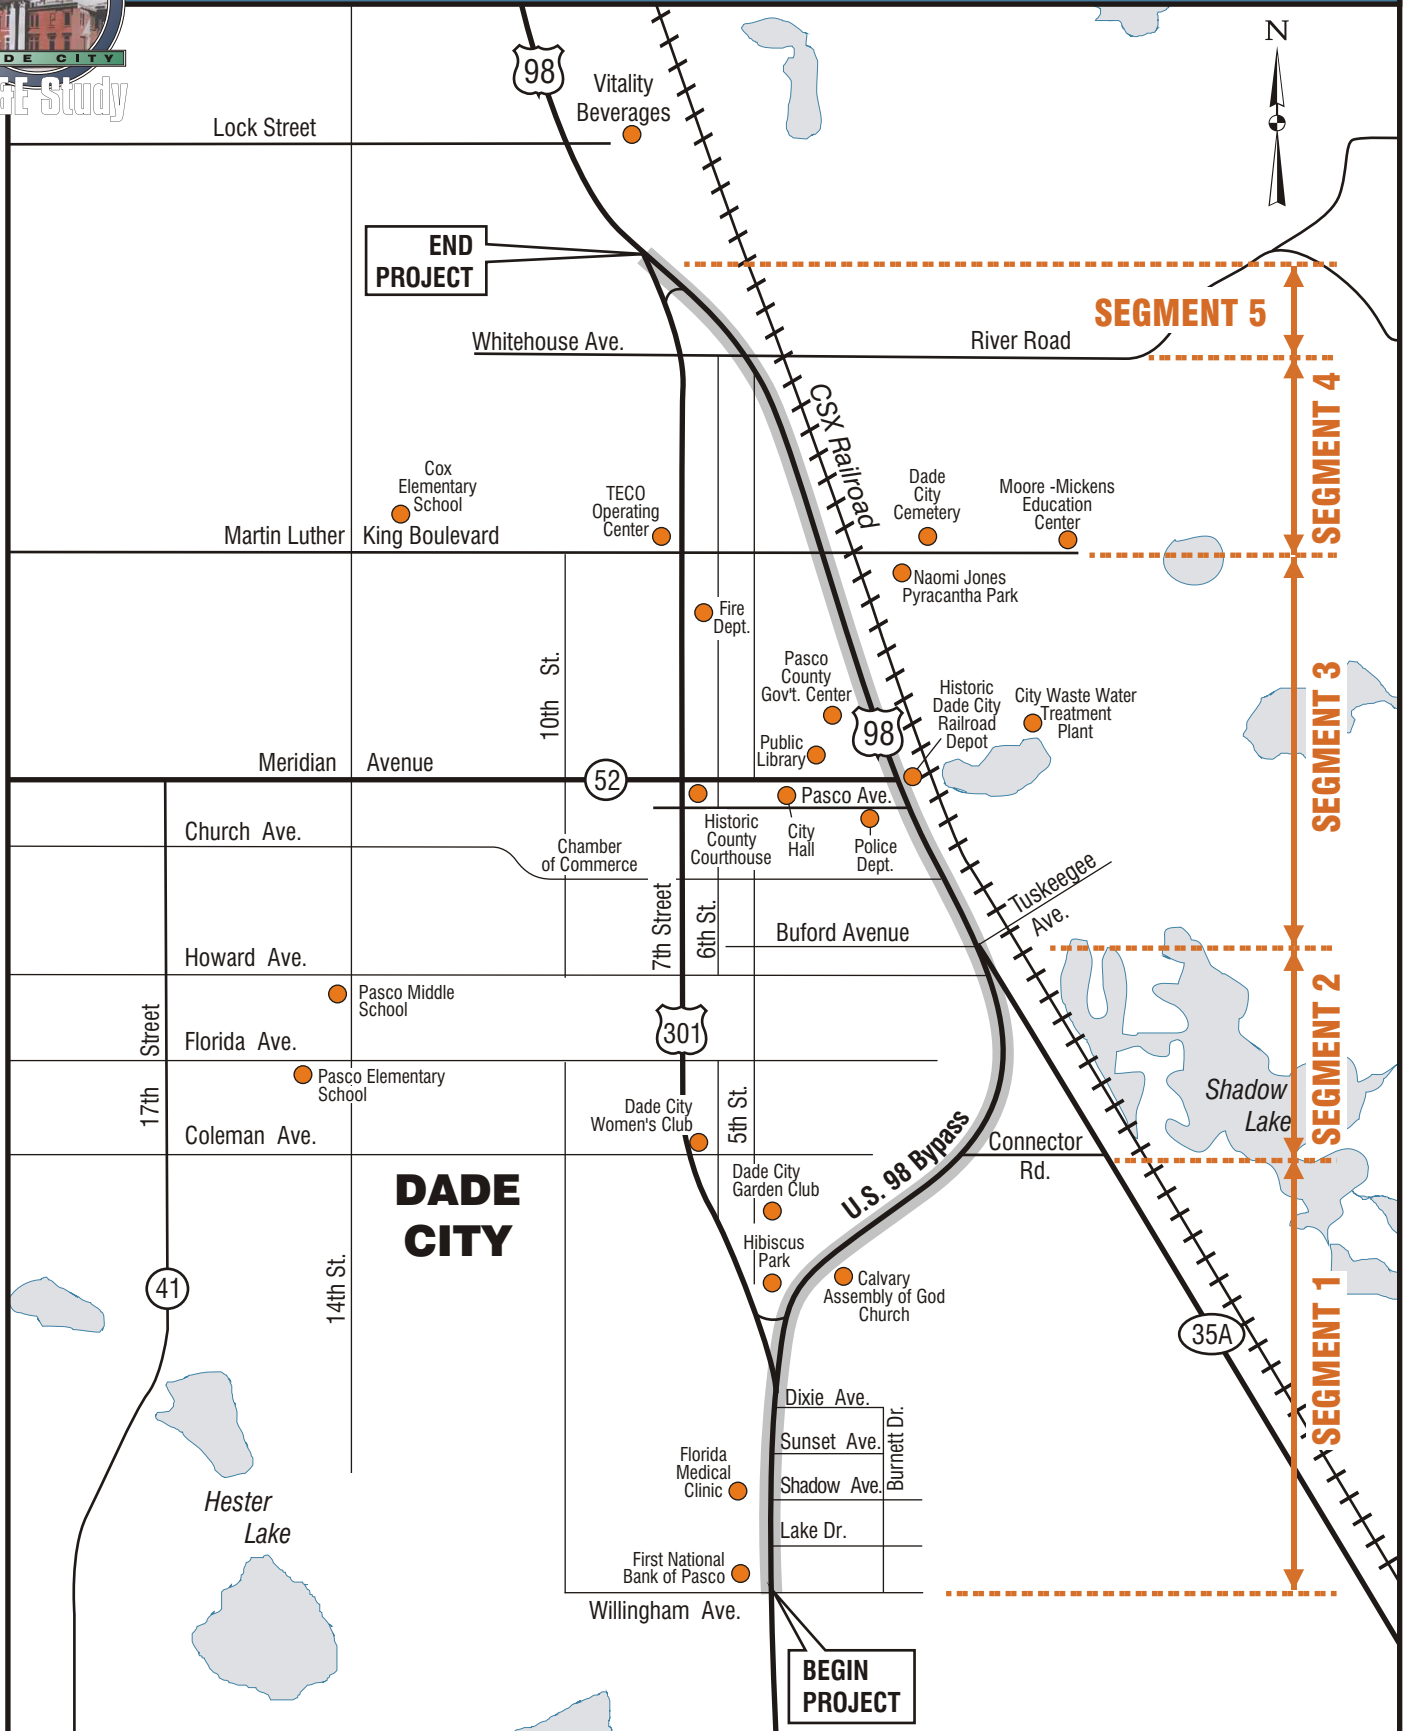 DE CITY
&E Study
N
98
Vitality
Beverages
Lock Street
END
PROJECT
SEGMENT 5
Whitehouse Ave.
River Road
SEGMENT 4
CSX Railroad
Cox
Elementary
School
TECO
Operating
Center
Dade
City
Cemetery
Moore -Mickens
Education
Center
Martin Luther King Boulevard
Naomi Jones
Pyracantha Park
Fire
Dept.
10th St.
Pasco
County
Gov't. Center
Historic
Dade City
Railroad
Depot
City Waste Water
Treatment
Plant
SEGMENT 3
98
Public
Library
Meridian Avenue
52
Pasco Ave.
Church Ave.
Chamber
of Commerce
Historic
County
Courthouse
City
Hall
Police
Dept.
Tuskeegee
Ave.
7th Street
6th St.
Buford Avenue
Howard Ave.
Pasco Middle
School
17th Street
Florida Ave.
301
SEGMENT 2
Pasco Elementary
School
Shadow
Lake
Dade City
Women's Club
5th St.
Coleman Ave.
U.S. 98 Bypass
Connector
Rd.
DADE
CITY
Dade City
Garden Club
Hibiscus
Park
14th St.
41
Calvary
Assembly of God
Church
35A
SEGMENT 1
Dixie Ave.
Sunset Ave.
Burnett Dr.
Florida
Medical
Clinic
Shadow Ave.
Hester
Lake
Lake Dr.
First National
Bank of Pasco
Willingham Ave.
BEGIN
PROJECT